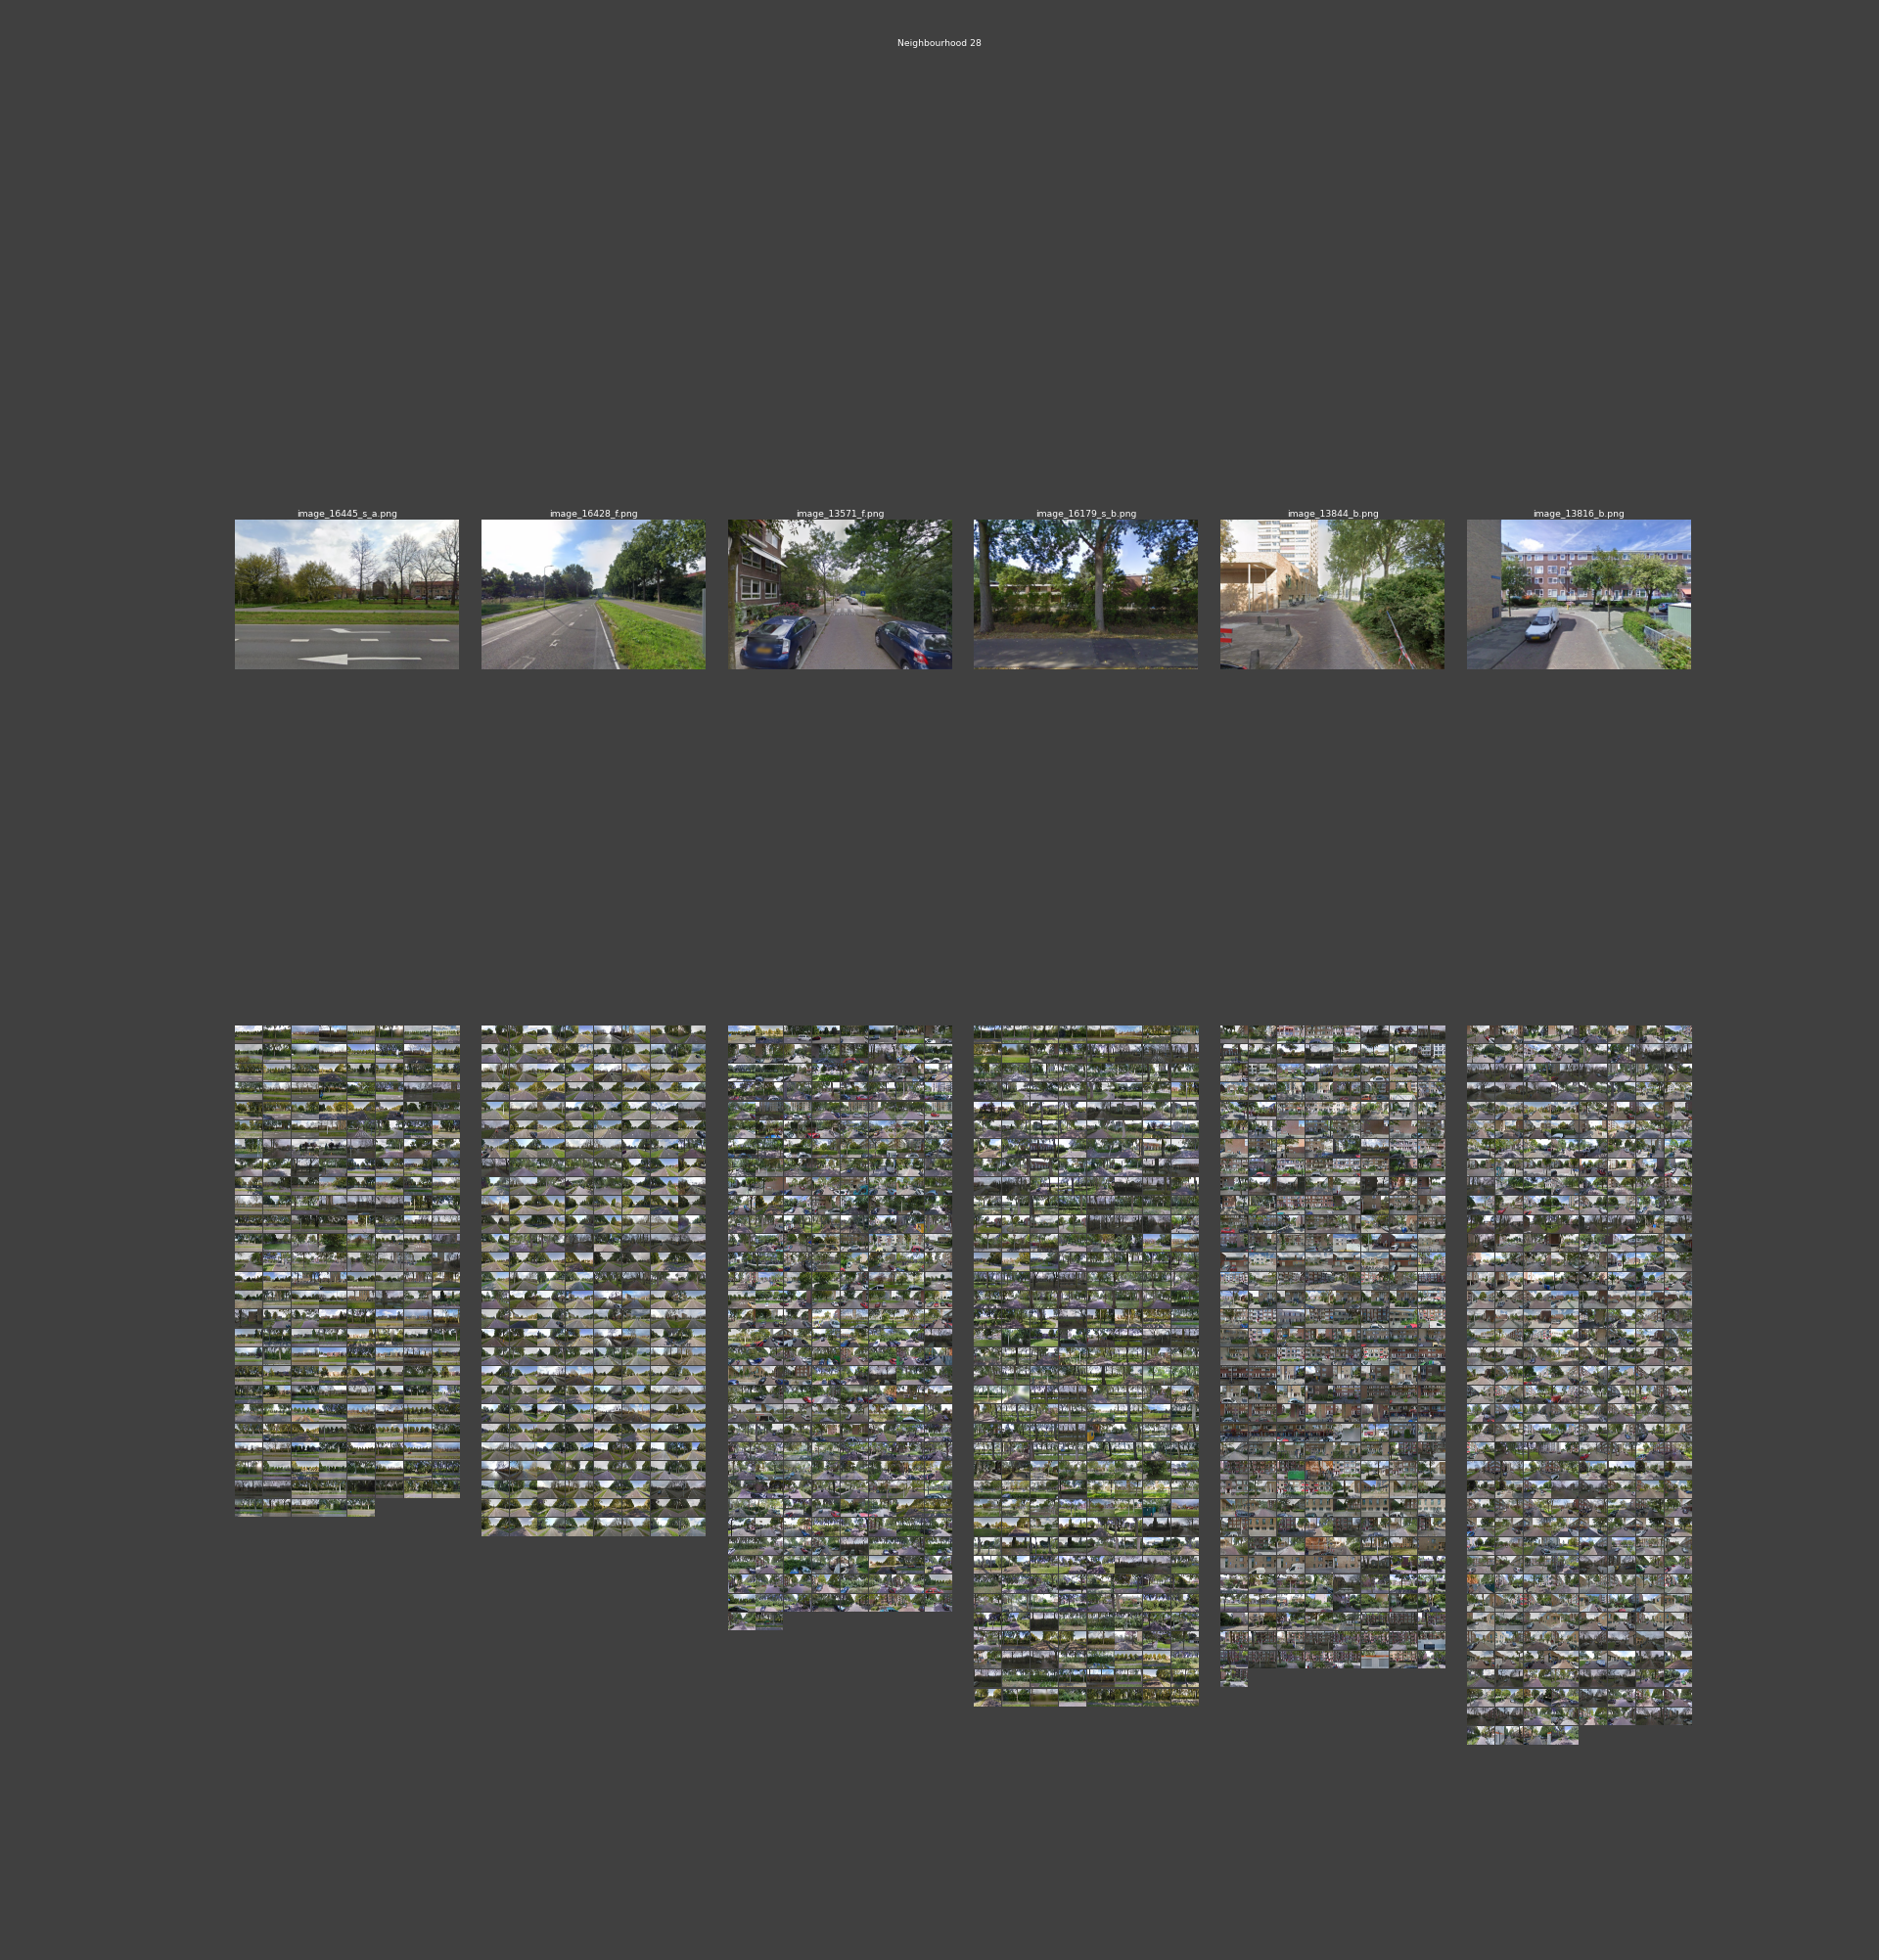 Neighbourhood 28
image_16445_s_a.png
image_16428_f.png
image_13571_f.png
image_16179_s_b.png
image_13844_b.png
image_13816_b.png